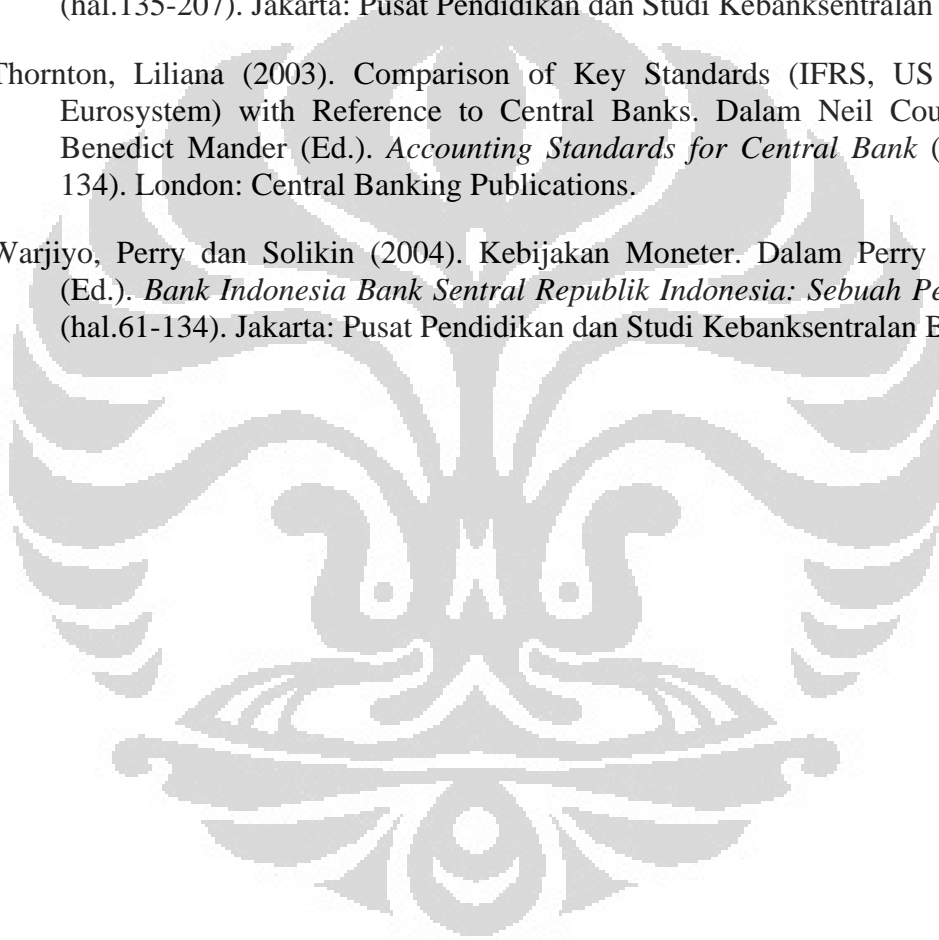 (hal.135-207). Jakarta: Pusat Pendidikan dan Studi Kebanksentralan
Thornton, Liliana (2003). Comparison of Key Standards (IFRS, US
Eurosystem) with Reference to Central Banks. Dalam Neil Cou
Benedict Mander (Ed.). Accounting Standards for Central Bank (
134). London: Central Banking Publications.
Warjiyo, Perry dan Solikin (2004). Kebijakan Moneter. Dalam Perry
(Ed.). Bank Indonesia Bank Sentral Republik Indonesia: Sebuah Pe
(hal.61-134). Jakarta: Pusat Pendidikan dan Studi Kebanksentralan B